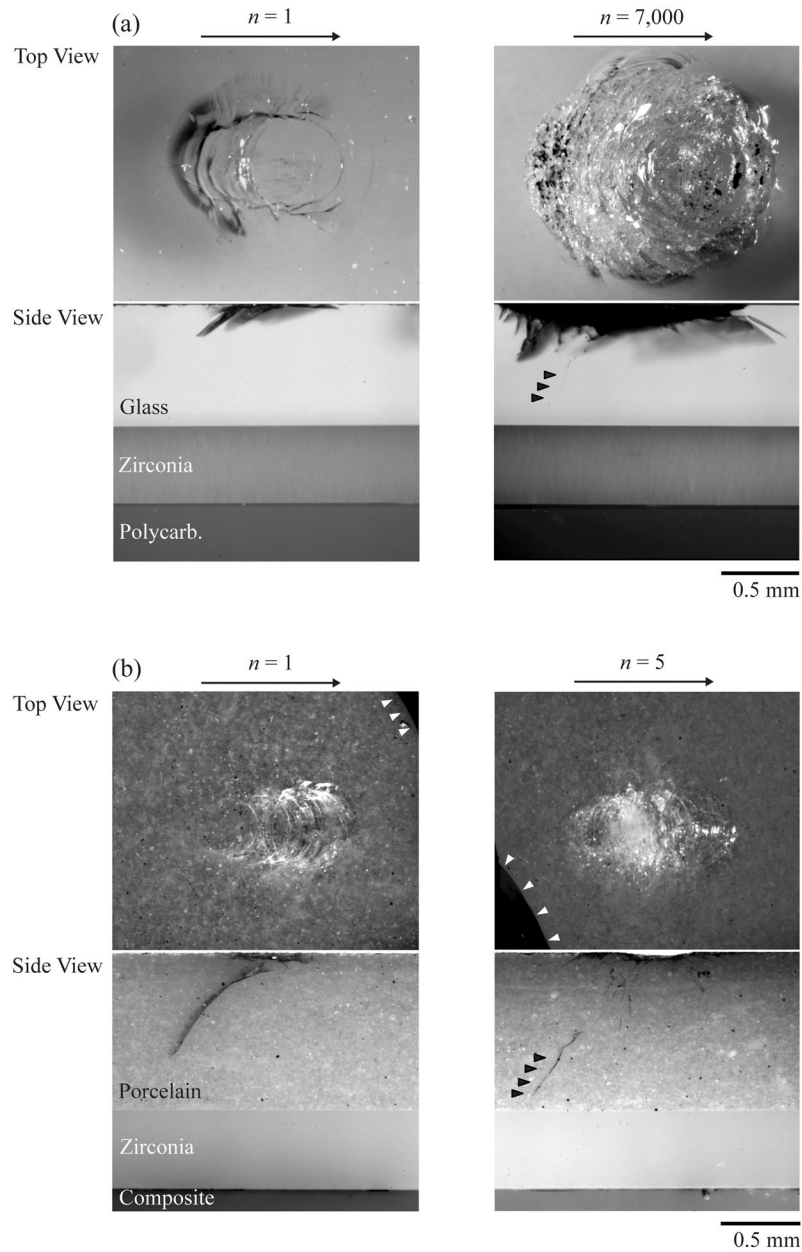 (a)
n = 1
n = 7,000
Top View
Side View
Glass
Zirconia
Polycarb.
0.5 mm
(b)
n = 1
n = 5
Top View
Side View
Porcelain
Zirconia
Composite
0.5 mm